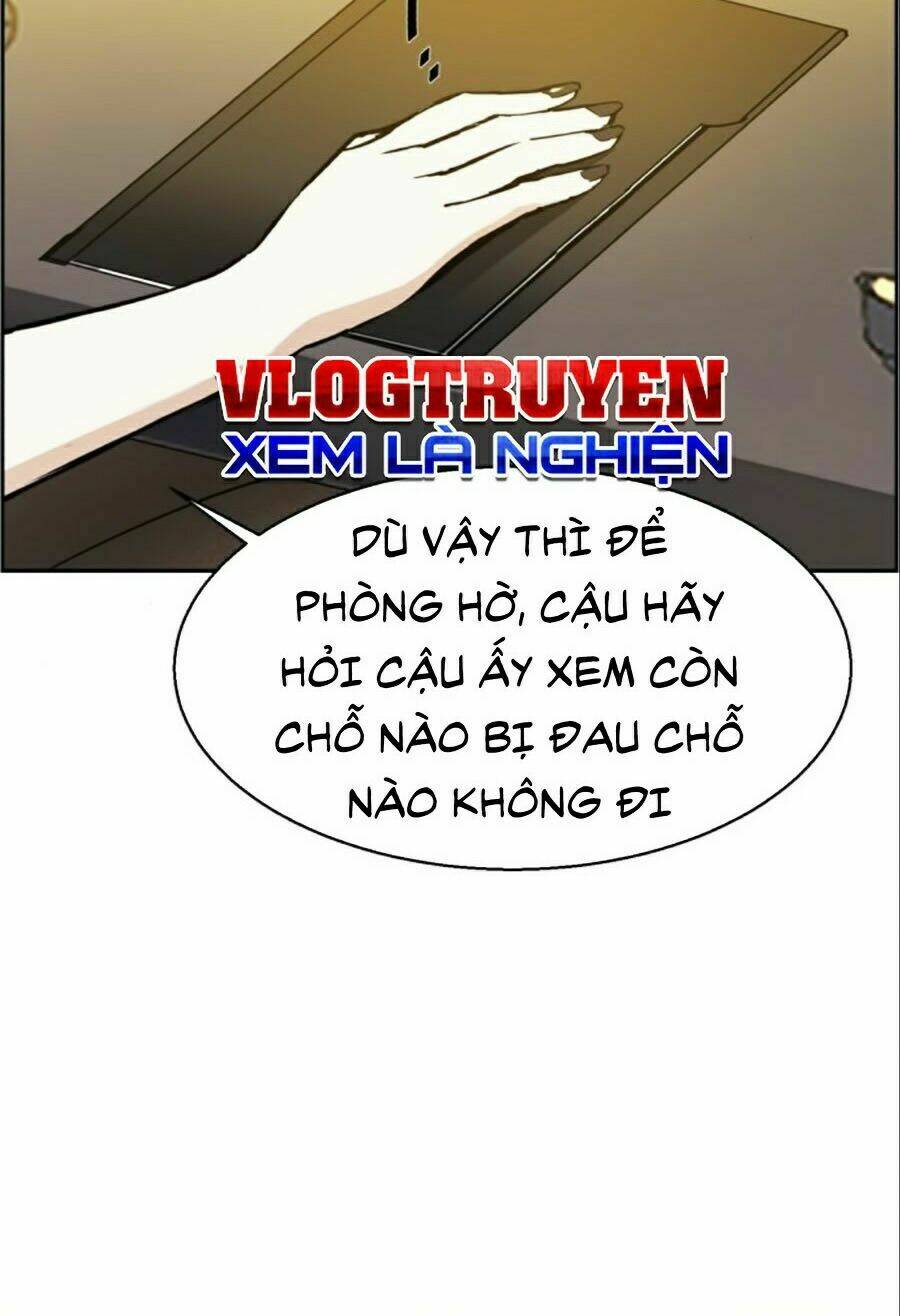 VLOGTRUYEN
XEM LÀ NGHIỆN
DÙ VẬY THÌ ĐỂ
PHÒNG HỜ, CẬU HÃY
HỎI CẬU ẤY XEM CÒN
CHỖ NÀO BỊ ĐAU CHỖ
NÀO KHÔNG ĐI